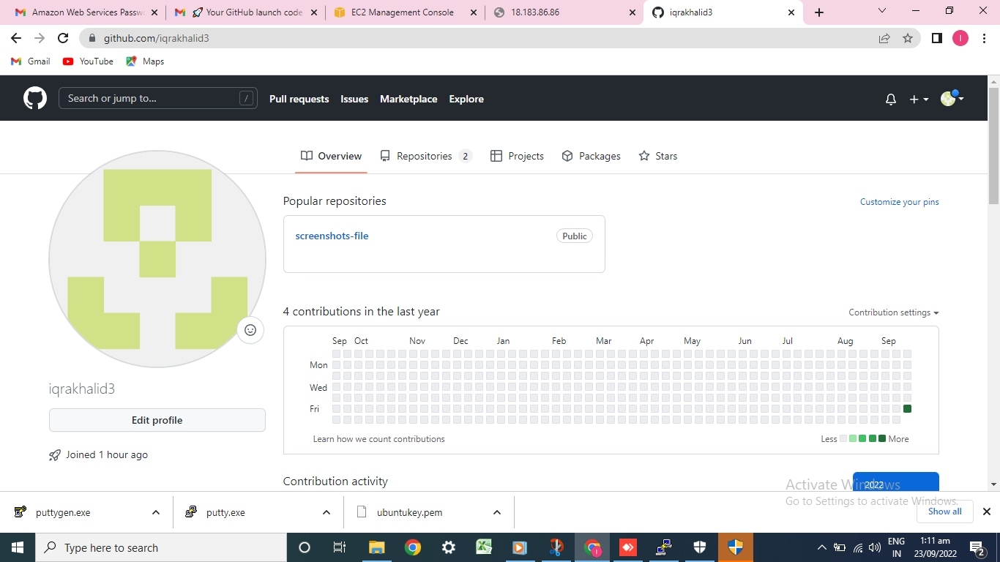 Amazon Web Services Passw
Your GitHub launch code
EC2 Management Console
18.183.66.86
iqrakhalid3
github.com/iqrakhalid3
I
Gmail
YouTube
Maps
Search or jump to...
/
Pull requests
Issues
Marketplace
Explore
Overview
Repositories 2
Projects
Packages
Stars
Popular repositories
Customize your pins
screenshots-file
Public
4 contributions in the last year
Contribution settings
Sep Oct Nov Dec Jan Feb Mar Apr May Jun Jul Aug Sep
Mon
Wed
Fri
Learn how we count contributions
Less
More
iqrakhalid3
Edit profile
Joined 1 hour ago
Contribution activity
2022
Activate Windows
Go to Settings to activate Windows.
puttygen.exe
putty.exe
ubuntukey.pem
Show all
Type here to search
I
ENG
IN
1:11 am
23/09/2022
2